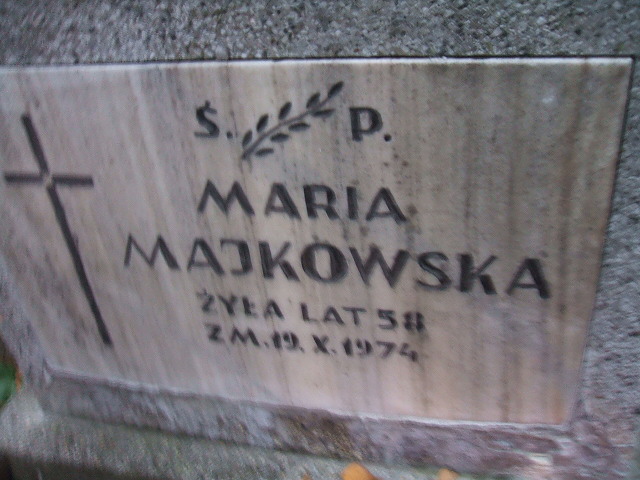 Ś. P.
MARIA
MAJKOWSKA
ŻYŁA LAT 58
ZM. 19. X. 1974